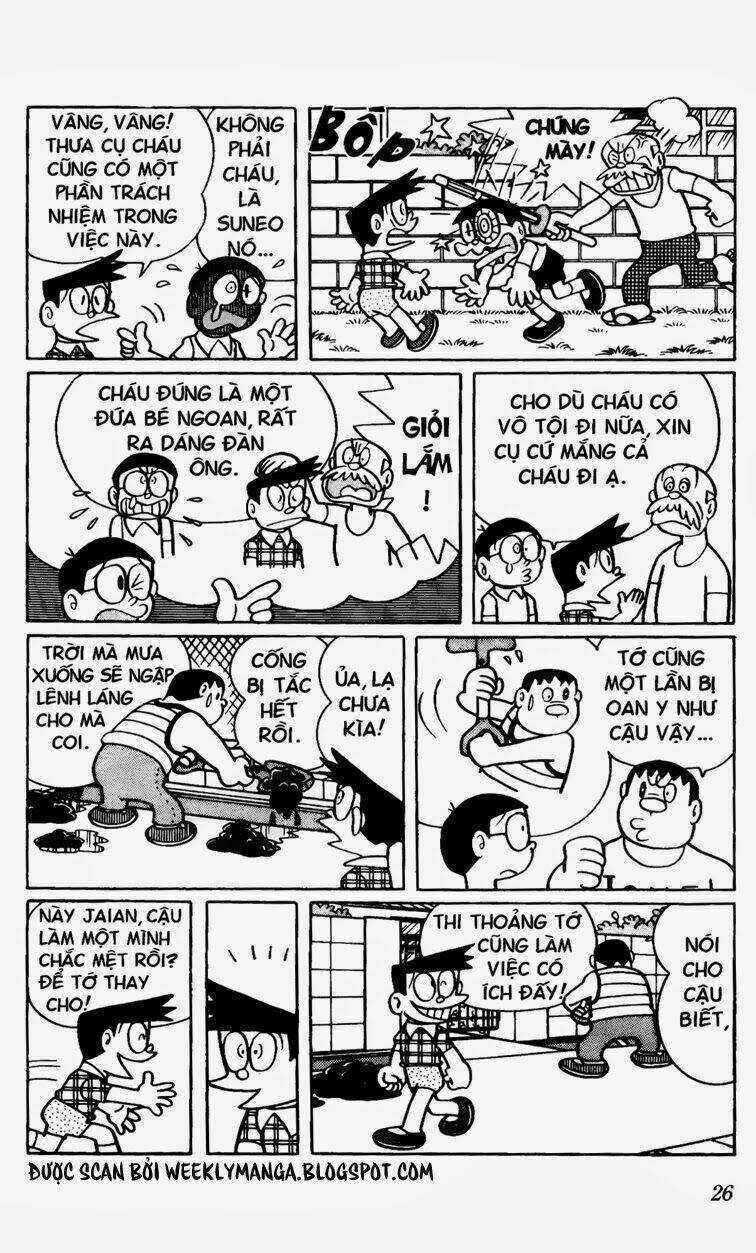 CHỨNG
MÀY!
BỐP
KHÔNG
PHẢI
CHÁU,
LÀ
SUNEO
NÓ...
VÂNG, VÂNG!
THƯA CỤ CHÁU
CŨNG CÓ MỘT
PHẦN TRÁCH
NHIỆM TRONG
VIỆC NÀY.
CHO DÙ CHÁU CÓ
VÔ TỘI ĐI NỮA, XIN
CỤ CỨ MẮNG CẢ
CHÁU ĐI Ạ.
GIỎI
LẮM
!
CHÁU ĐÚNG LÀ MỘT
ĐỨA BÉ NGOAN, RẤT
RA DÁNG ĐÀN
ÔNG.
TỚ CŨNG
MỘT LẦN BỊ
OAN Y NHƯ
CẬU VẬY...
ỦA, LẠ
CHƯA
KÌA!
CỐNG
BỊ TẮC
HẾT
RỒI.
TRỜI MÀ MƯA
XUỐNG SẼ NGẬP
LÊNH LÁNG
CHO MÀ
COI.
NÓI
CHO
CẬU
BIẾT,
THI THOẢNG TỚ
CŨNG LÀM
VIỆC CÓ
ÍCH ĐẤY!
NÀY JAIAN, CẬU
LÀM MỘT MÌNH
CHẮC MỆT RỒI?
ĐỂ TỚ THAY
CHO!
ĐƯỢC SCAN BỞI WEEKLYMANGA.BLOGSPOT.COM
26